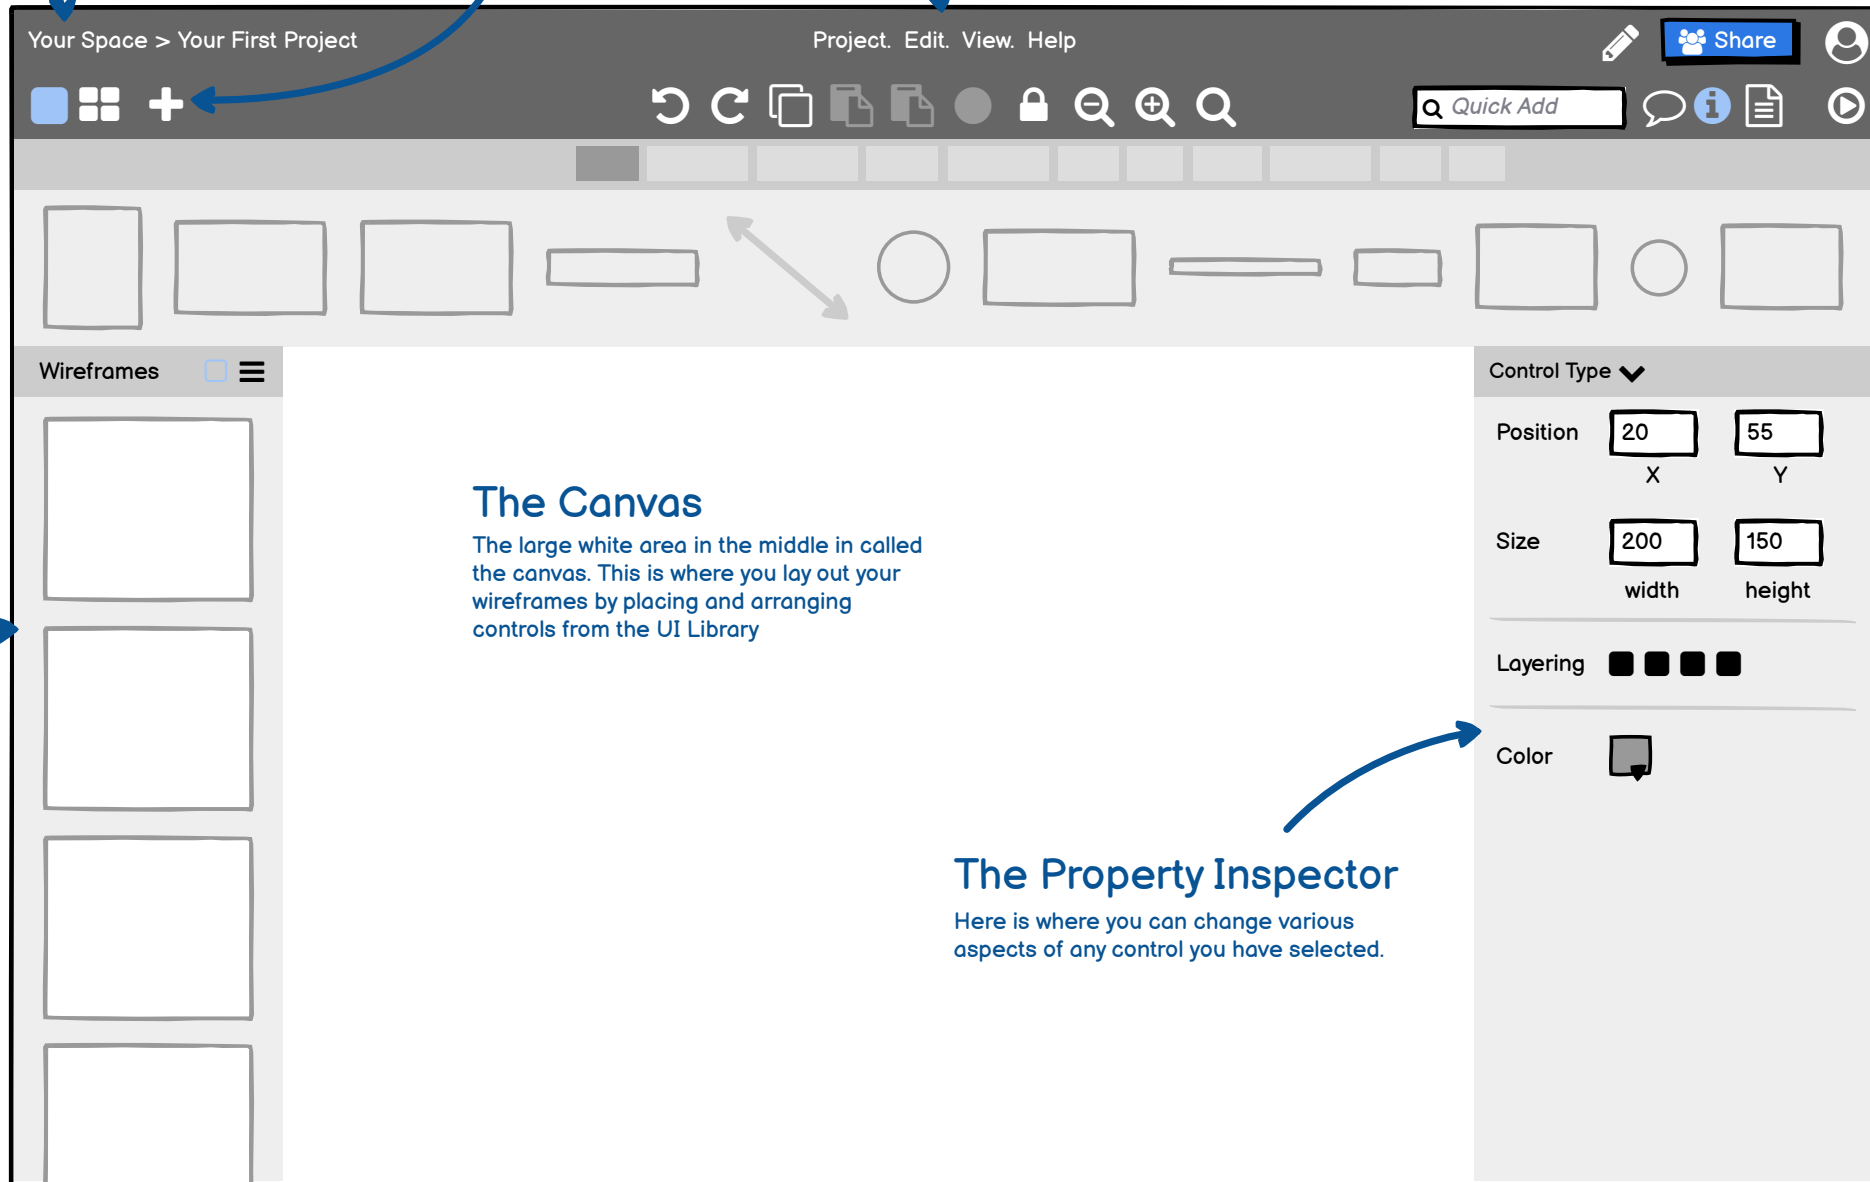 Your Space > Your First Project
Project. Edit. View. Help
Share
Quick Add
Wireframes
Control Type
Position 20 55
X Y
Size 200 150
width height
Layering
Color
The Canvas
The large white area in the middle in called
the canvas. This is where you lay out your
wireframes by placing and arranging
controls from the UI Library
The Property Inspector
Here is where you can change various
aspects of any control you have selected.